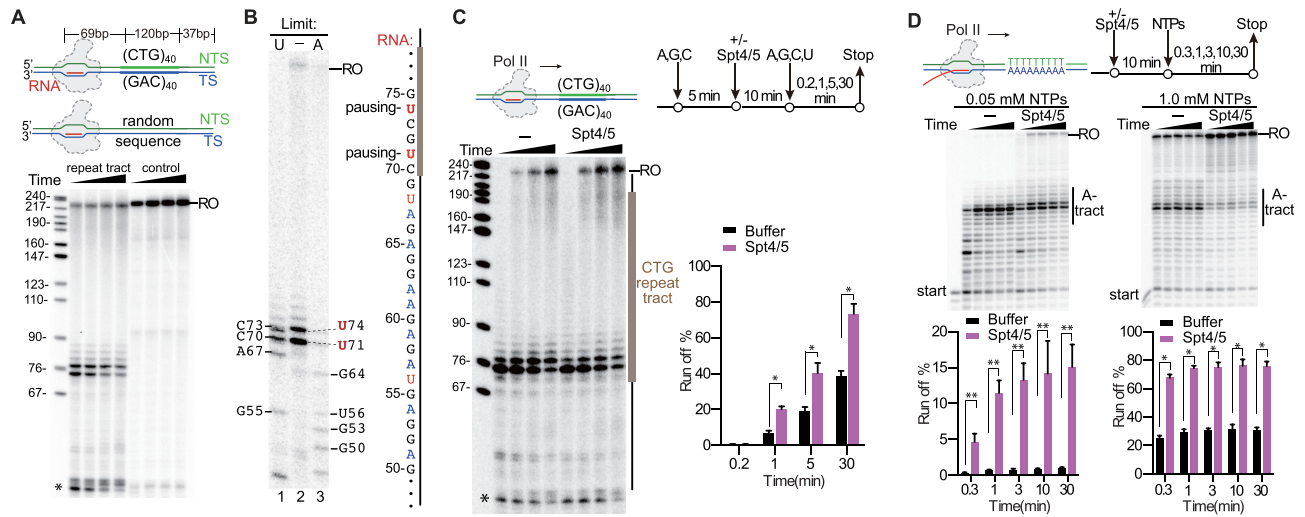 A
69bp
120bp
37bp
(CTG)40
NTS
5'
3'
RNA
(GAC)40
TS
5'
3'
random
sequence
NTS
TS
repeat tract
control
Time
240-
217-
190-
180-
160-
147-
123-
110-
90-
76-
67-
RO
*
B
Limit:
U
–
A
RNA:
RO
75-
G
pausing-
U
C
G
pausing-
U
70-
C
G
U
A
G
65-
A
G
G
A
A
60-
G
A
G
A
U
55-
G
A
G
G
A
50-
G
C73
C70
A67
G55
U74
U71
G64
U56
G53
G50
1
2
3
C
Pol II
(CTG)40
(GAC)40
A,G,C
5 min
+/-
Spt4/5
10 min
A,G,C,U
0.2,1,5,30
min
Stop
Time
–
Spt4/5
240-
217-
190-
180-
160-
147-
123-
110-
90-
76-
67-
RO
CTG
repeat
tract
*
Buffer
Spt4/5
Run off %
100
80
60
40
20
0
*
*
*
0.2
1
5
30
Time(min)
D
Pol II
TTTTTTTTT
AAAAAAAAA
+/-
Spt4/5
10 min
NTPs
0.3,1,3,10,30
min
Stop
0.05 mM NTPs
–
Spt4/5
Time
RO
A-
tract
start
1.0 mM NTPs
–
Spt4/5
Time
RO
A-
tract
start
Buffer
Spt4/5
Run off %
20
15
10
5
0
**
**
**
**
**
0.3
1
3
10
30
Time(min)
Buffer
Spt4/5
Run off %
100
80
60
40
20
0
*
*
*
*
*
0.3
1
3
10
30
Time(min)